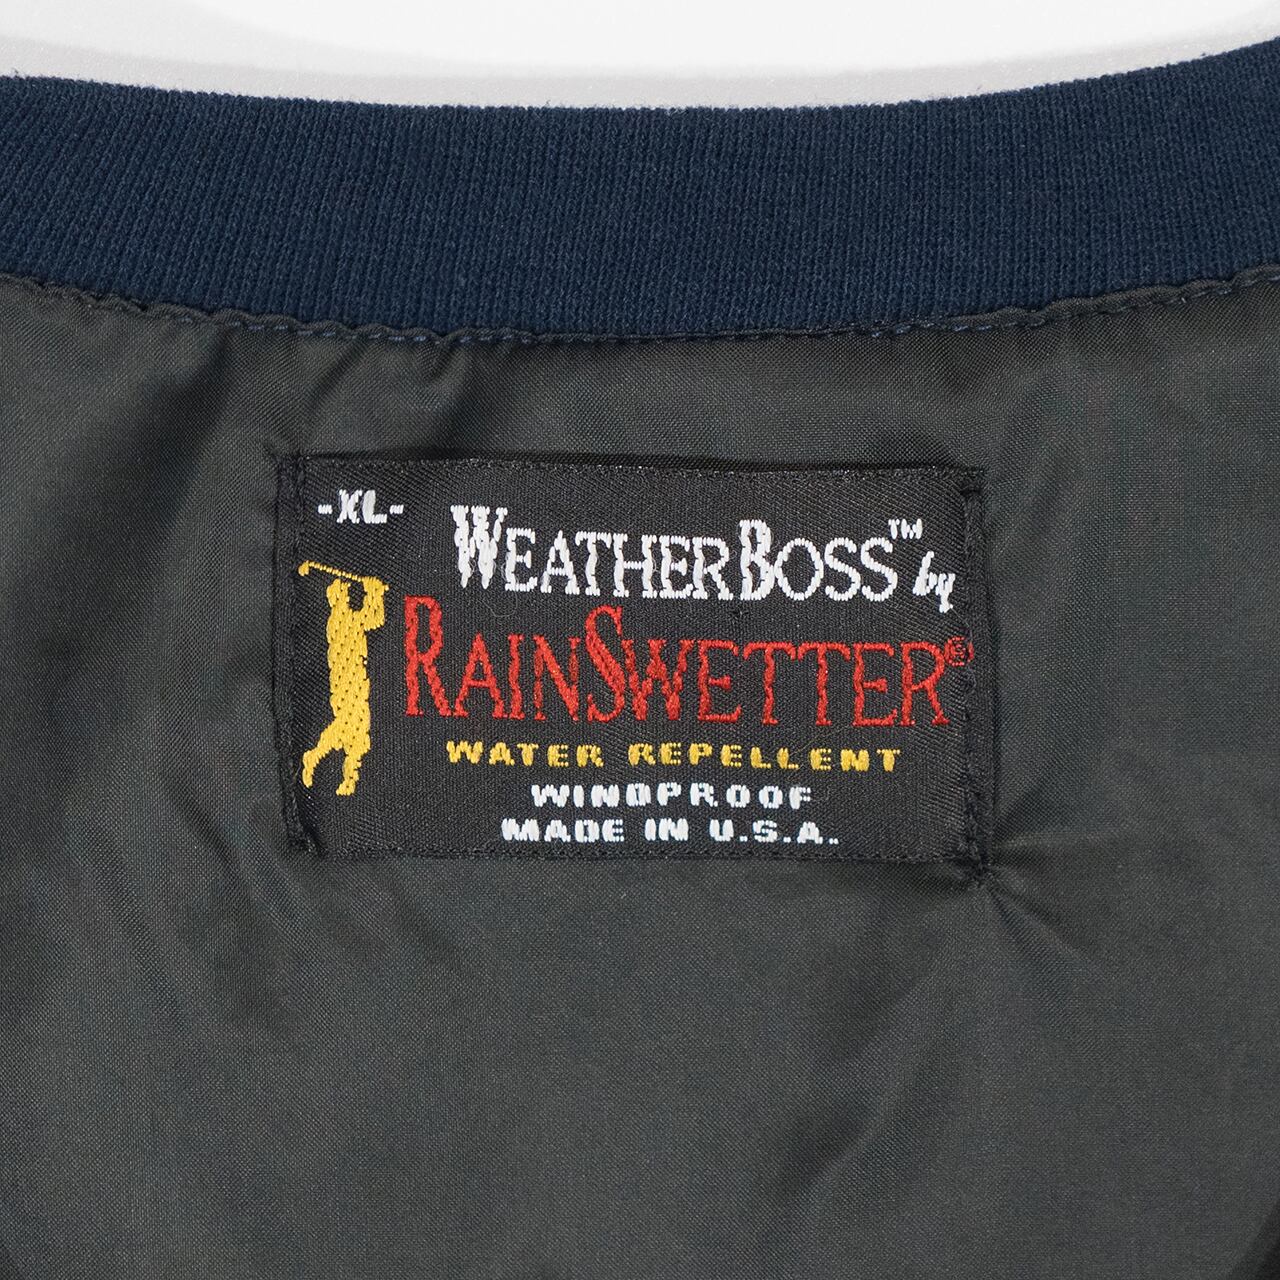 -XL-
WEATHERBOSS™ by
RAINSWETTER®
WATER REPELLENT
WINDPROOF
MADE IN U.S.A.